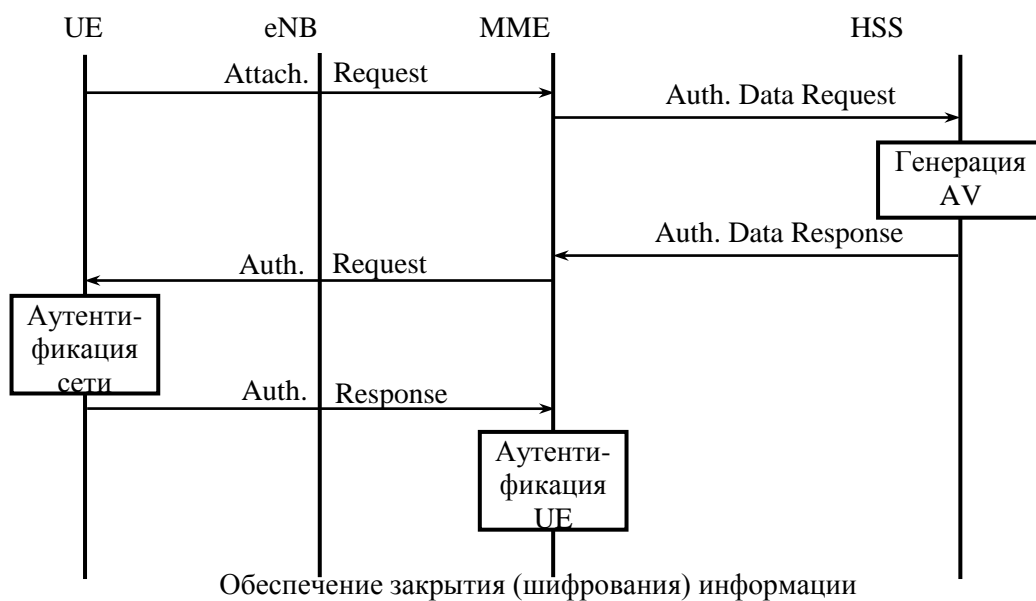 UE eNB MME HSS
Attach. Request
Auth. Data Request
Генерация
AV
Auth. Data Response
Auth. Request
Аутенти-
фикация
сети
Auth. Response
Аутенти-
фикация
UE
Обеспечение закрытия (шифрования) информации